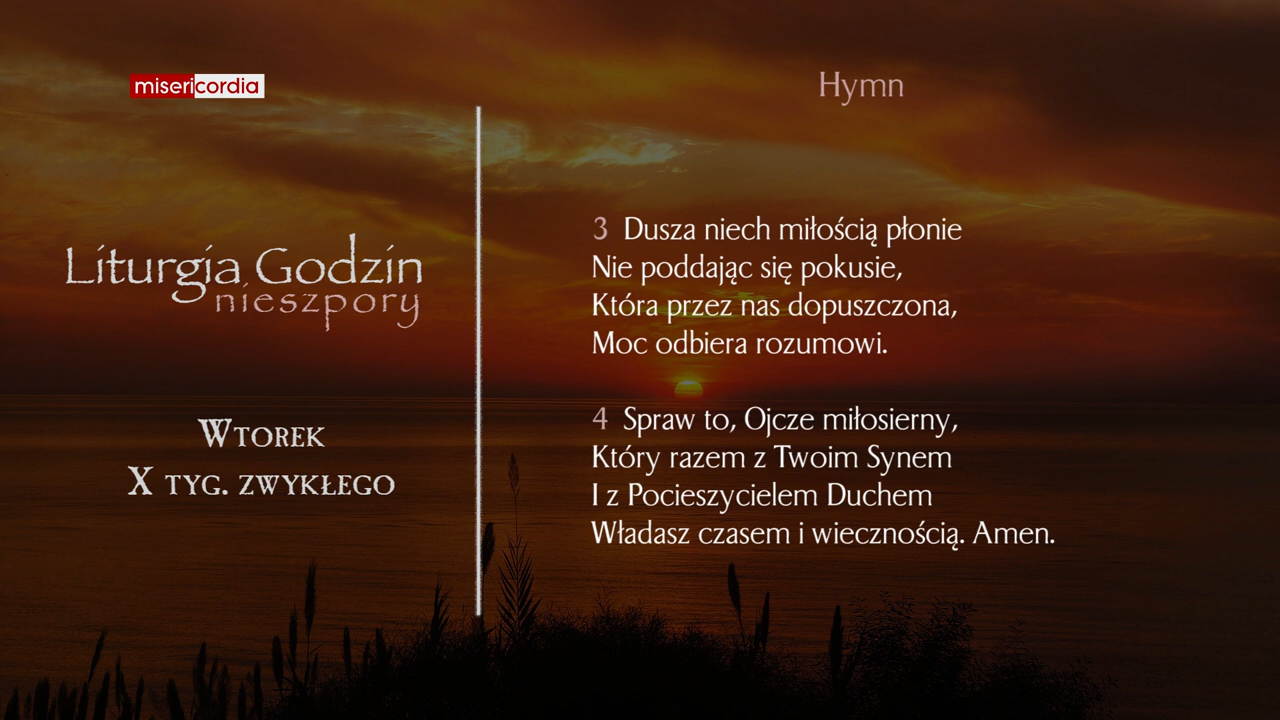 misericordia
Liturgia Godzin
nieszpory
Wtorek
X tyg. zwykłego
Hymn
3 Dusza niech miłością płonie
Nie poddając się pokusie,
Która przez nas dopuszczona,
Moc odbiera rozumowi.
4 Spraw to, Ojcze miłosierny,
Który razem z Twoim Synem
I z Pocieszycielem Duchem
Władasz czasem i wiecznością. Amen.